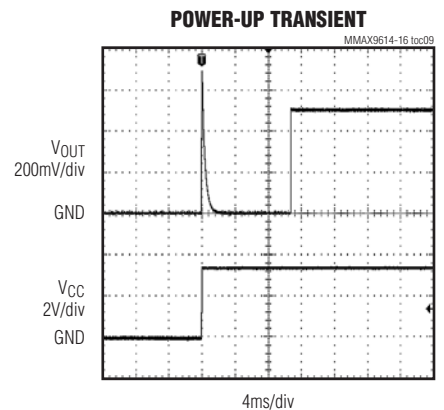 POWER-UP TRANSIENT
MMAX9614-16 toc09
VOUT
200mV/div
GND
VCC
2V/div
GND
4ms/div